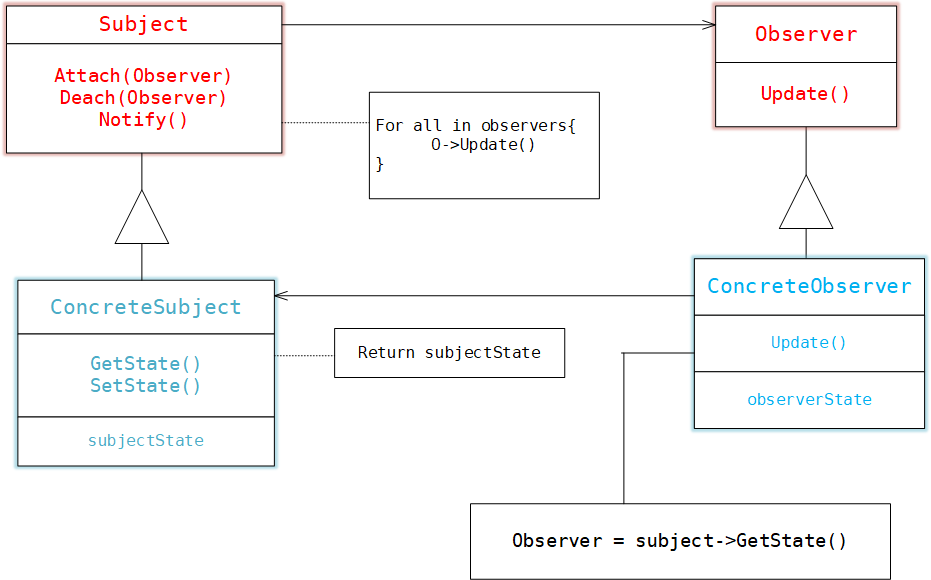 Subject
Attach(Observer)
Deach(Observer)
Notify()
Observer
Update()
For all in observers{
O->Update()
}
ConcreteSubject
GetState()
SetState()
subjectState
Return subjectState
ConcreteObserver
Update()
observerState
Observer = subject->GetState()